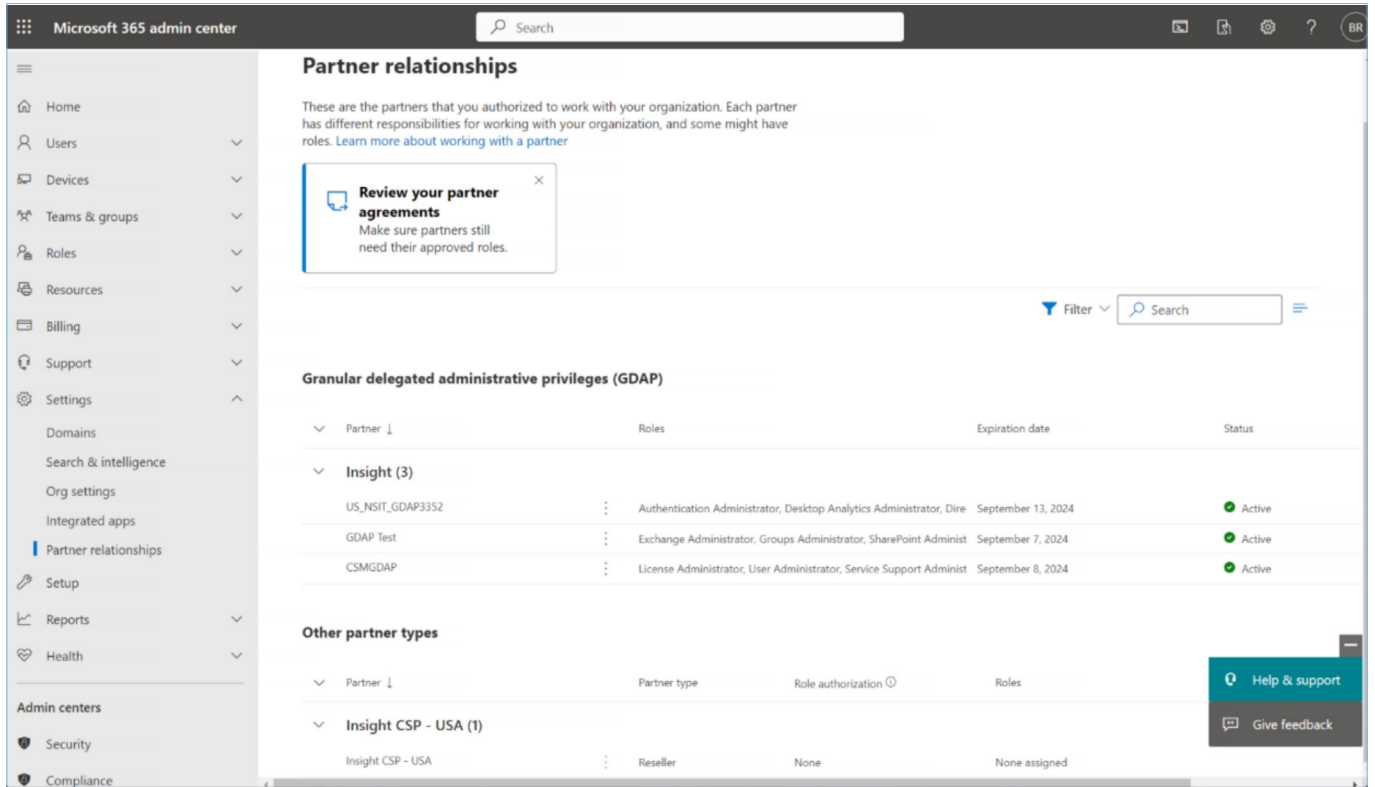 Microsoft 365 admin center
Search
BR
Home
Users
Devices
Teams & groups
Roles
Resources
Billing
Support
Settings
Domains
Search & intelligence
Org settings
Integrated apps
Partner relationships
Setup
Reports
Health
Admin centers
Security
Compliance
Partner relationships
These are the partners that you authorized to work with your organization. Each partner
has different responsibilities for working with your organization, and some might have
roles. Learn more about working with a partner
Review your partner
agreements
Make sure partners still
need their approved roles.
Filter
Search
Granular delegated administrative privileges (GDAP)
Partner ↓ Roles Expiration date Status
Insight (3)
US_NSIT_GDAP3352 Authentication Administrator, Desktop Analytics Administrator, Dire September 13, 2024 Active
GDAP Test Exchange Administrator, Groups Administrator, SharePoint Administ September 7, 2024 Active
CSMGDAP License Administrator, User Administrator, Service Support Administ September 8, 2024 Active
Other partner types
Partner ↓ Partner type Role authorization Roles
Insight CSP - USA (1)
Insight CSP - USA Reseller None None assigned
Help & support
Give feedback